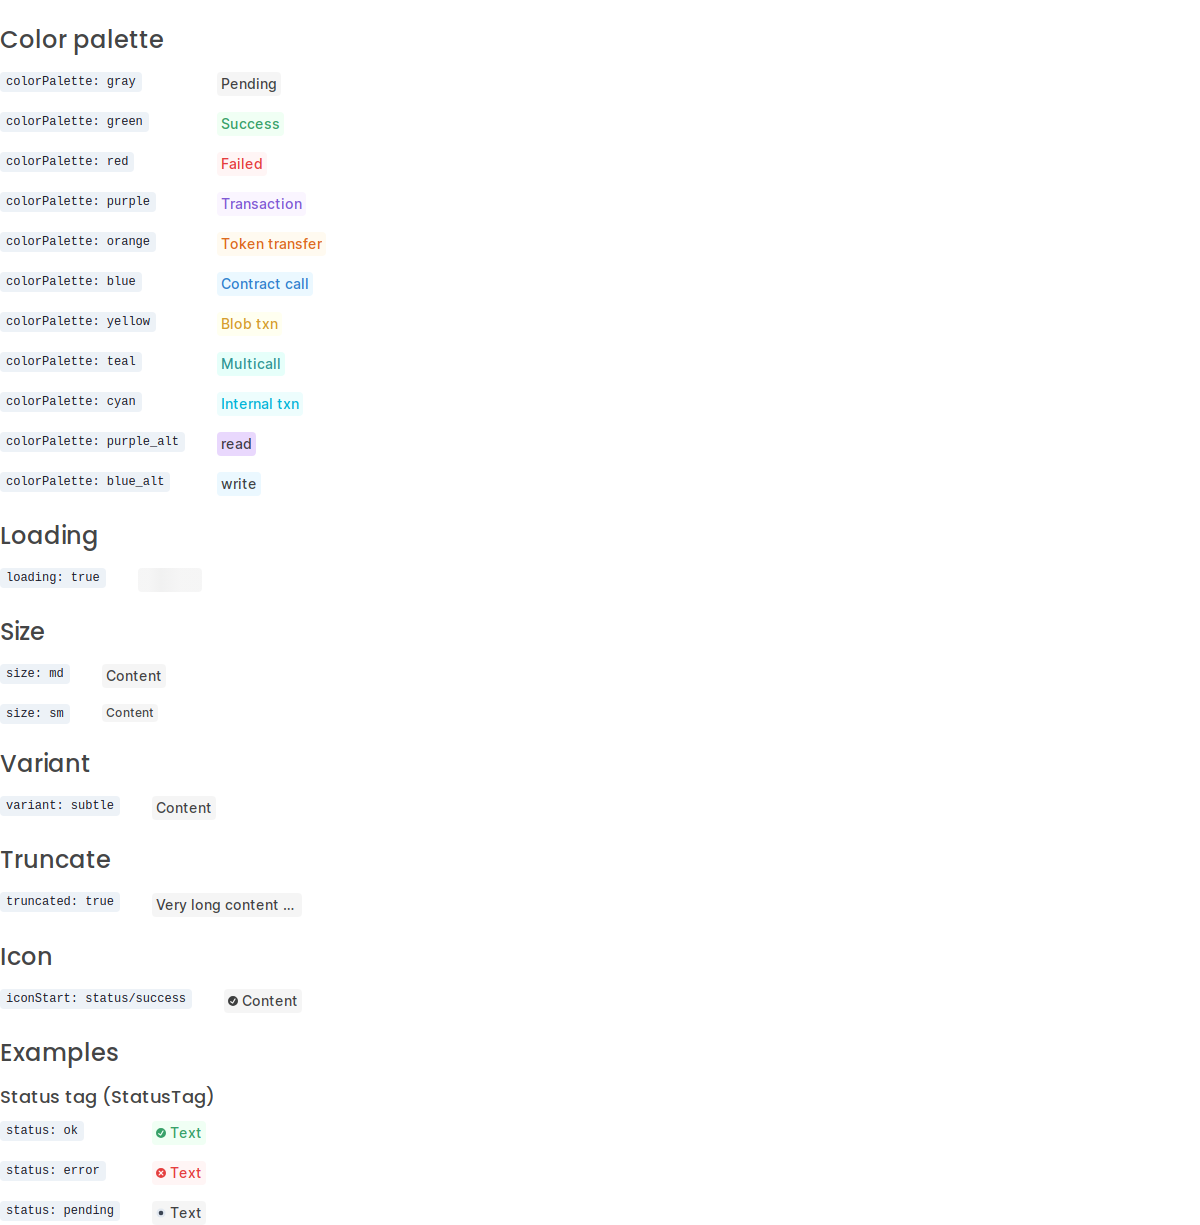 Color palette
colorPalette: gray Pending
colorPalette: green Success
colorPalette: red Failed
colorPalette: purple Transaction
colorPalette: orange Token transfer
colorPalette: blue Contract call
colorPalette: yellow Blob txn
colorPalette: teal Multicall
colorPalette: cyan Internal txn
colorPalette: purple_alt read
colorPalette: blue_alt write
Loading
loading: true
Size
size: md Content
size: sm Content
Variant
variant: subtle Content
Truncate
truncated: true Very long content ...
Icon
iconStart: status/success Content
Examples
Status tag (StatusTag)
status: ok Text
status: error Text
status: pending Text